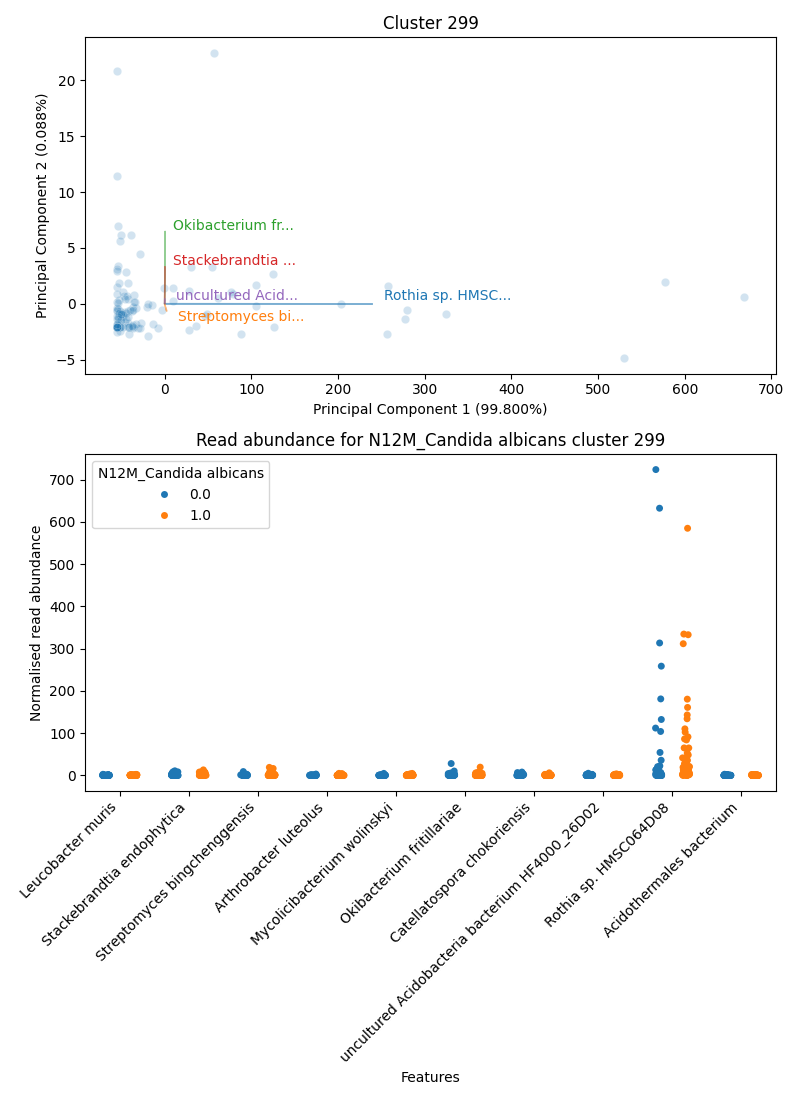 Cluster 299
20
15
10
5
0
−5
Principal Component 2 (0.088%)
Okibacterium fr...
Stackebrandtia ...
uncultured Acid...
Rothia sp. HMSC...
Streptomyces bi...
0 100 200 300 400 500 600 700
Principal Component 1 (99.800%)
Read abundance for N12M_Candida albicans cluster 299
N12M_Candida albicans
0.0
1.0
700
600
500
400
300
200
100
0
Normalised read abundance
Leucobacter muris
Stackebrandtia endophytica
Streptomyces bingchenggensis
Arthrobacter luteolus
Mycolicibacterium wolinskyi
Okibacterium fritillariae
Catellatospora chokoriensis
uncultured Acidobacteria bacterium HF4000_26D02
Rothia sp. HMSC064D08
Acidothermales bacterium
Features